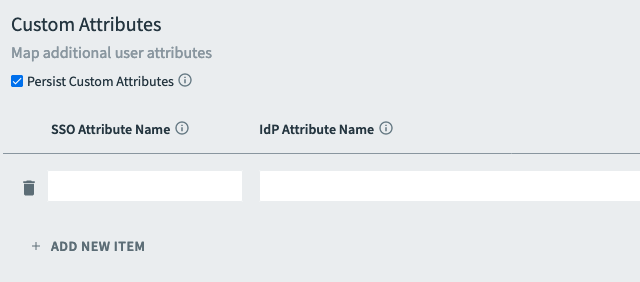 Custom Attributes
Map additional user attributes
Persist Custom Attributes
SSO Attribute Name IdP Attribute Name
+ ADD NEW ITEM